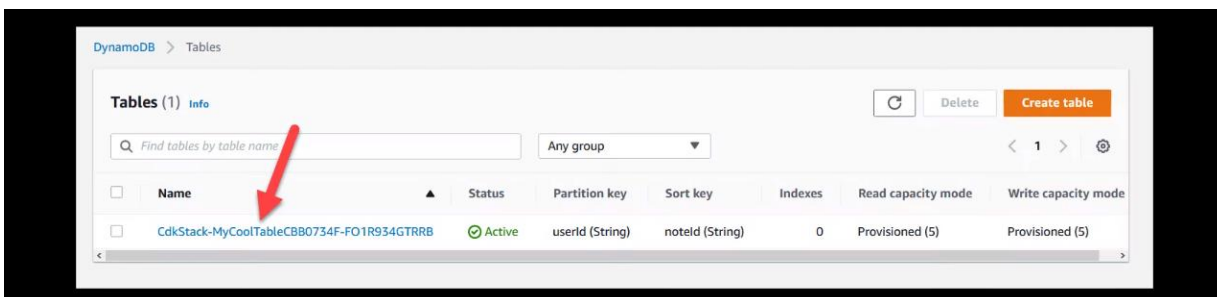 DynamoDB > Tables
Tables (1) Info
Delete
Create table
Find tables by table name
Any group
< 1 >
Name Status Partition key Sort key Indexes Read capacity mode Write capacity mode
CdkStack-MyCoolTableCBB0734F-FO1R934GTRRB Active userId (String) noteId (String) 0 Provisioned (5) Provisioned (5)